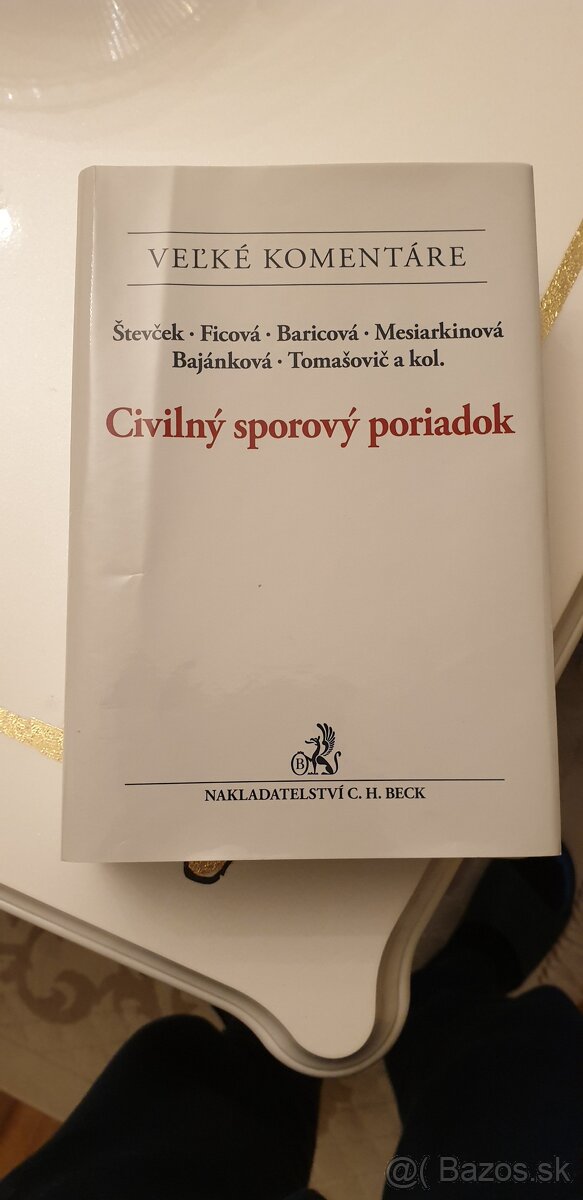 VEĽKÉ KOMENTÁRE
Števček · Ficová · Baricová · Mesiarkinová
Bajánková · Tomašovič a kol.
Civilný sporový poriadok
B
NAKLADATELSTVÍ C. H. BECK
@( Bazos.sk